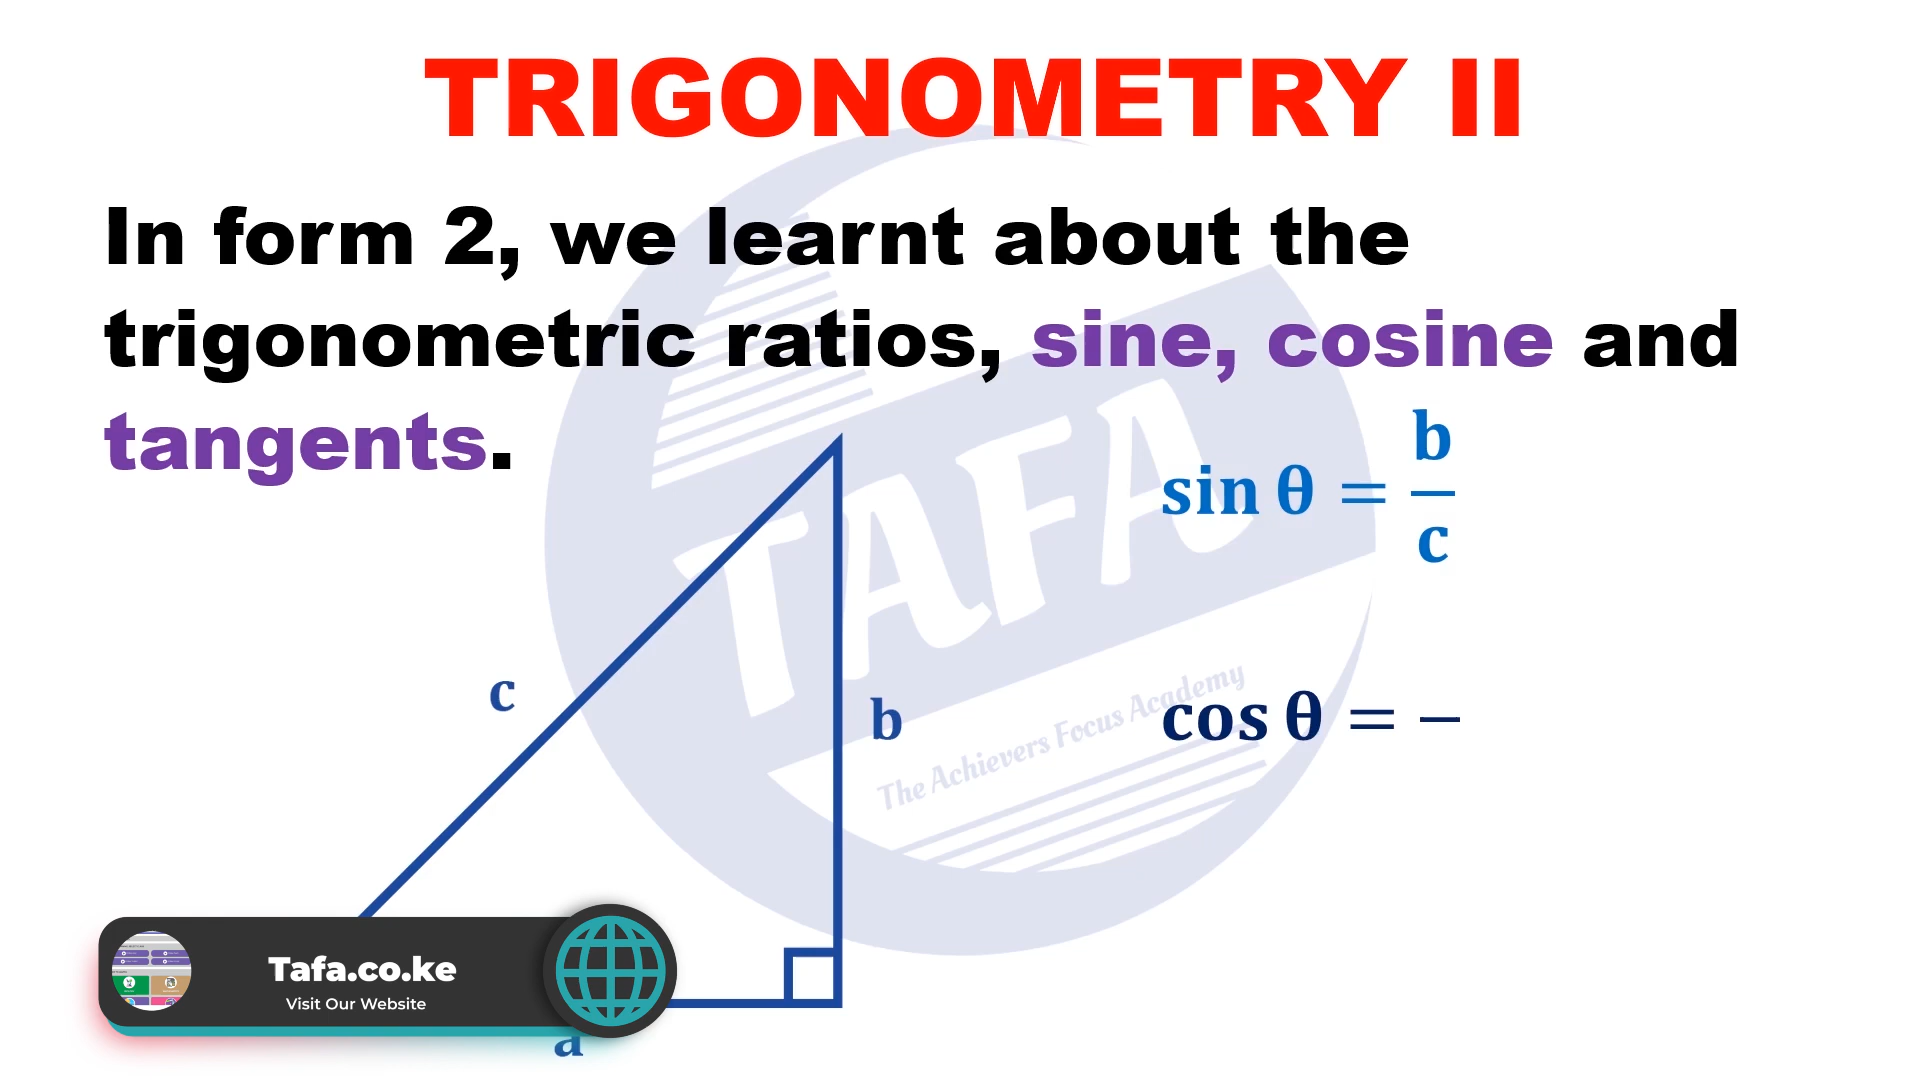 TRIGONOMETRY II
In form 2, we learnt about the
trigonometric ratios, sine, cosine and
tangents.
sin θ = b/c
TAFA
c
b
The Achievers Focus Academy
cos θ = –
Tafa.co.ke
Visit Our Website
a